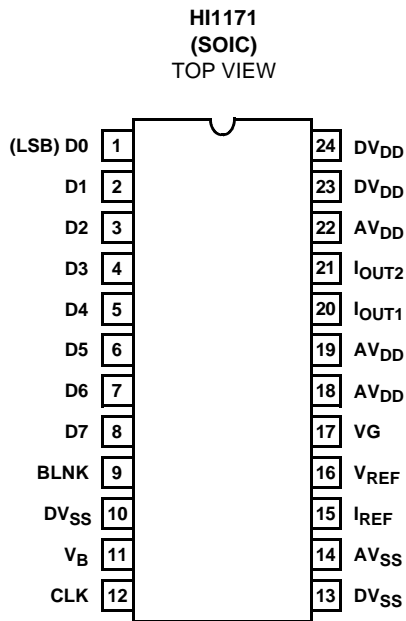 HI1171
(SOIC)
TOP VIEW
(LSB) D0 1 24 DVDD
D1 2 23 DVDD
D2 3 22 AVDD
D3 4 21 IOUT2
D4 5 20 IOUT1
D5 6 19 AVDD
D6 7 18 AVDD
D7 8 17 VG
BLNK 9 16 VREF
DVSS 10 15 IREF
VB 11 14 AVSS
CLK 12 13 DVSS